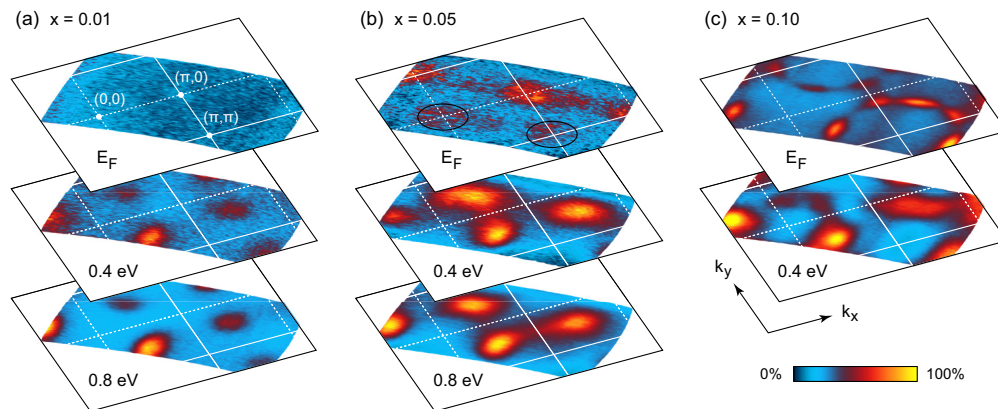 (a) x = 0.01
(π,0)
(0,0)
(π,π)
E_F
0.4 eV
0.8 eV
(b) x = 0.05
E_F
0.4 eV
0.8 eV
(c) x = 0.10
E_F
0.4 eV
k_y
k_x
0% 100%